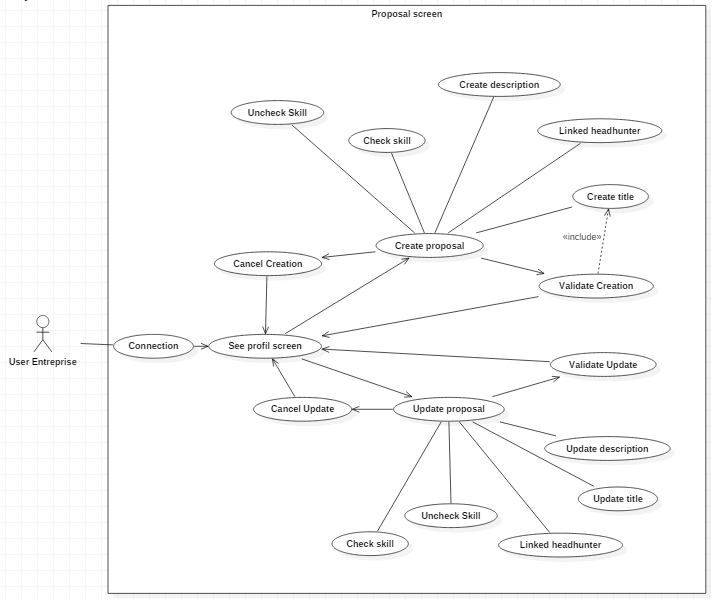 Proposal screen
Create description
Uncheck Skill
Check skill
Linked headhunter
Create title
«include»
Create proposal
Cancel Creation
Validate Creation
User Entreprise
Connection
See profil screen
Validate Update
Cancel Update
Update proposal
Update description
Update title
Uncheck Skill
Check skill
Linked headhunter